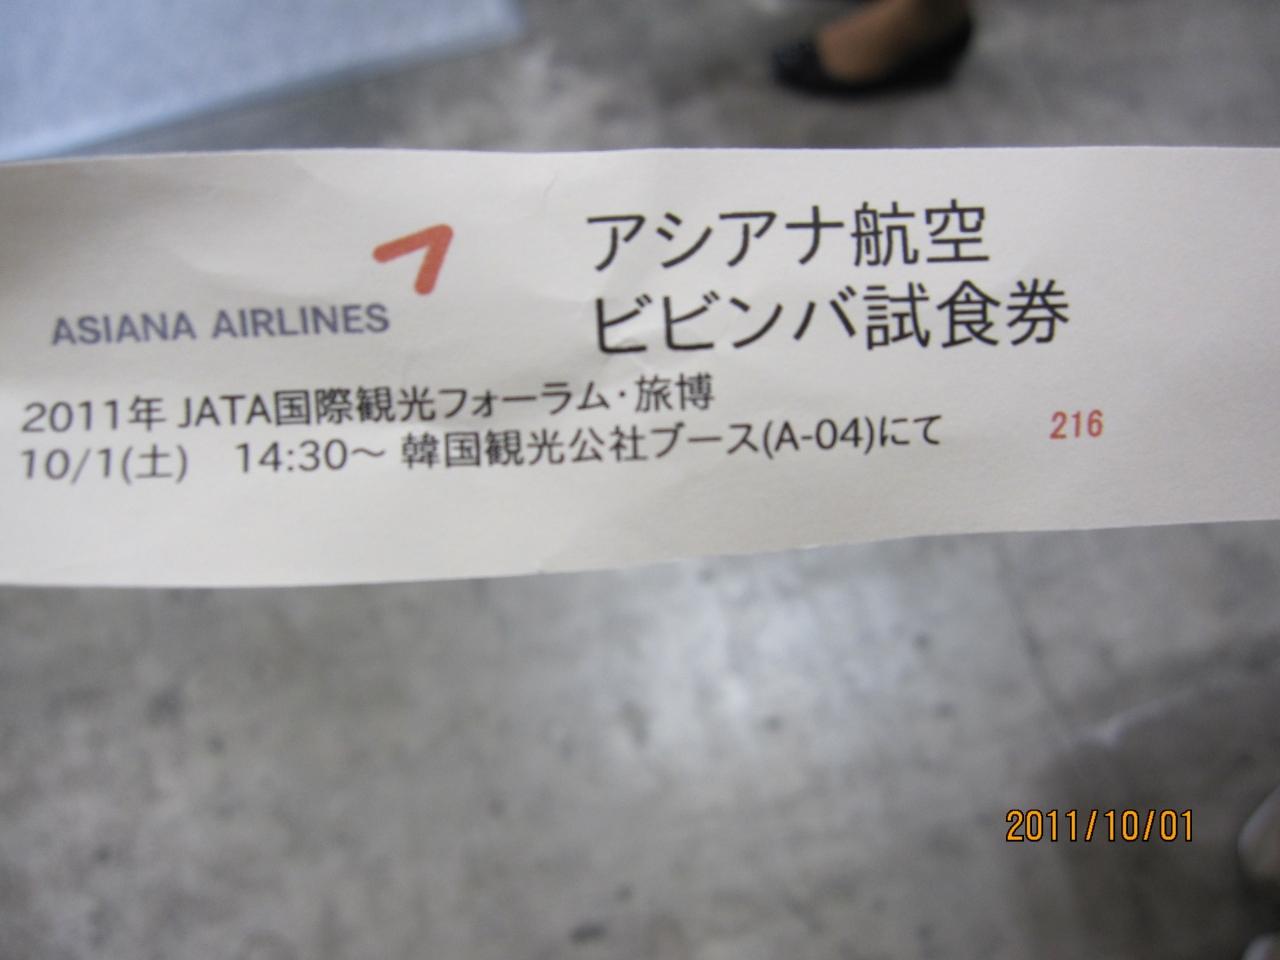 アシアナ航空
ASIANA AIRLINES
ビビンバ試食券
2011年 JATA国際観光フォーラム・旅博
10/1(土) 14:30～ 韓国観光公社ブース(A-04)にて
216
2011/10/01